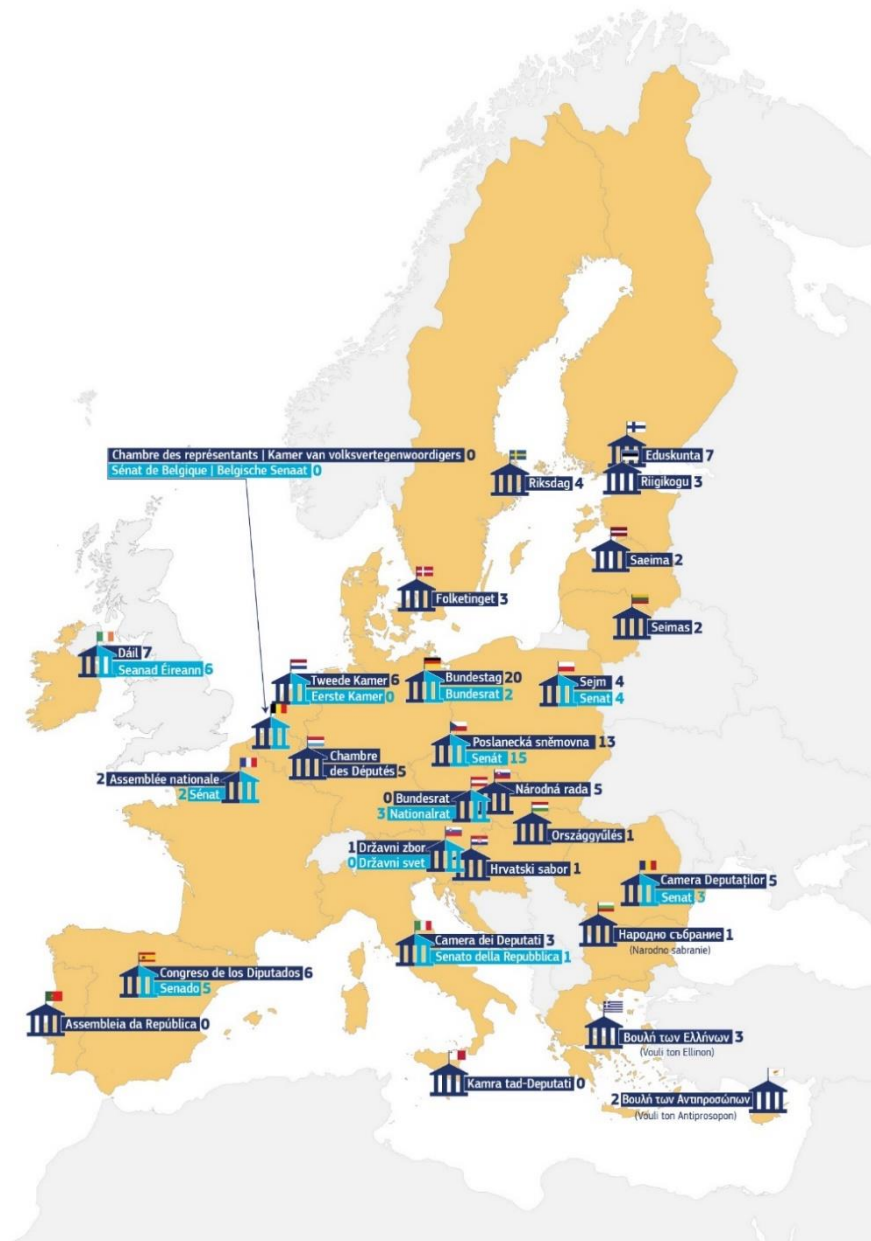 Eduskunta 7
Chambre des représentants | Kamer van volksvertegenwoordigers 0
Sénat de Belgique | Belgische Senaat 0
Riksdag 4
Riigikogu 3
Saeima 2
Folketinget 3
Seimas 2
Dáil 7
Seanad Éireann 6
Tweede Kamer 6
Eerste Kamer 0
Bundestag 20
Bundesrat 2
Sejm 4
Senat 4
Poslanecká sněmovna 13
Senát 15
Chambre
des Députés 5
2 Assemblée nationale
2 Sénat
0 Bundesrat
3 Nationalrat
Národná rada 5
Országgyűlés 1
1 Državni zbor
0 Državni svet
Hrvatski sabor 1
Camera Deputaților 5
Senat 3
Народно събрание 1
(Narodno sabranie)
Camera dei Deputati 3
Senato della Repubblica 1
Congreso de los Diputados 6
Senado 5
Assembleia da República 0
Βουλή των Ελλήνων 3
(Vouli ton Ellinon)
Kamra tad-Deputati 0
2 Βουλή των Αντιπροσώπων
(Vouli ton Antiprosopon)